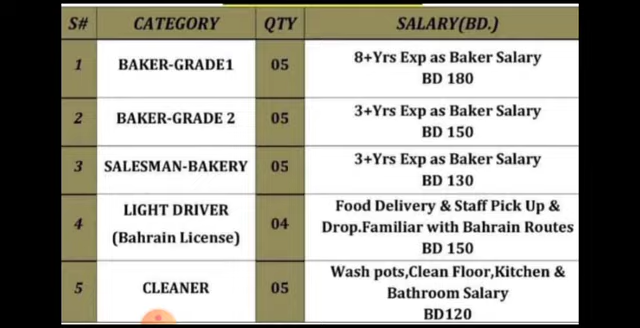 S# CATEGORY QTY SALARY(BD.)
1 BAKER-GRADE1 05 8+Yrs Exp as Baker Salary
BD 180
2 BAKER-GRADE 2 05 3+Yrs Exp as Baker Salary
BD 150
3 SALESMAN-BAKERY 05 3+Yrs Exp as Baker Salary
BD 130
4 LIGHT DRIVER
(Bahrain License) 04 Food Delivery & Staff Pick Up &
Drop.Familiar with Bahrain Routes
BD 150
5 CLEANER 05 Wash pots,Clean Floor,Kitchen &
Bathroom Salary
BD120